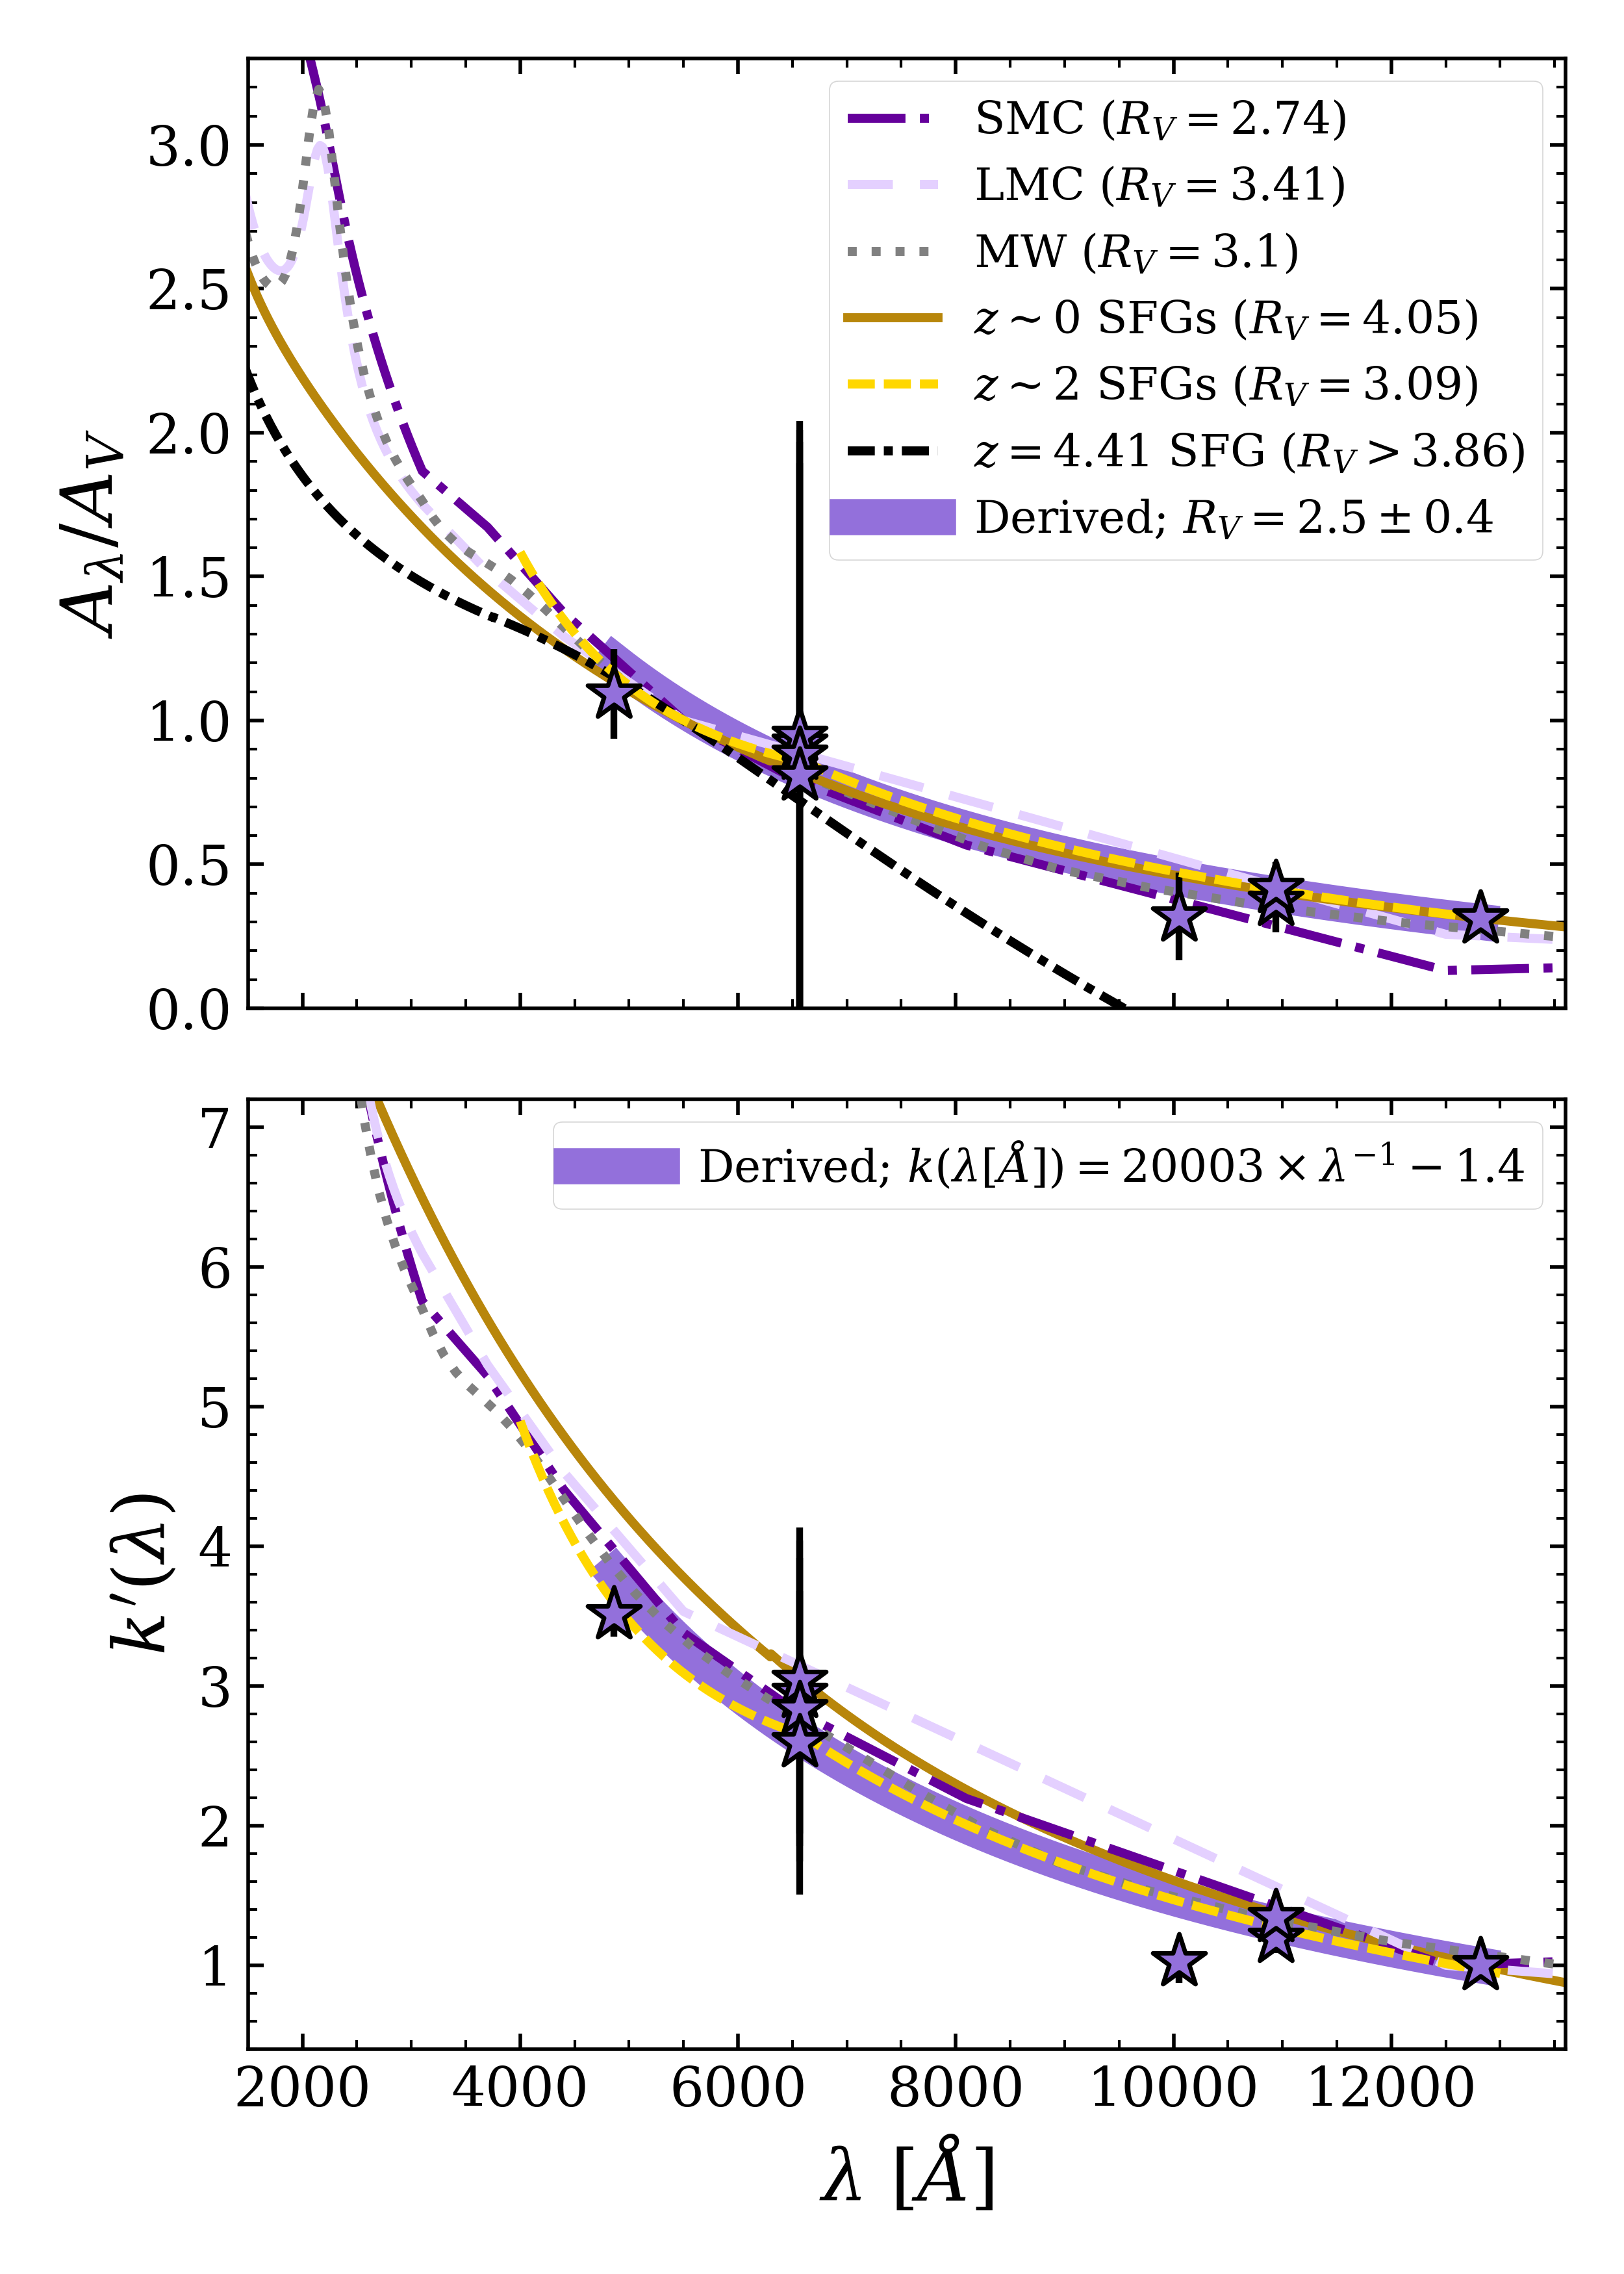 3.0
2.5
2.0
1.5
1.0
0.5
0.0
A_λ/A_V
SMC (R_V = 2.74)
LMC (R_V = 3.41)
MW (R_V = 3.1)
z ∼ 0 SFGs (R_V = 4.05)
z ∼ 2 SFGs (R_V = 3.09)
z = 4.41 SFG (R_V > 3.86)
Derived; R_V = 2.5 ± 0.4
7
6
5
4
3
2
1
k′(λ)
Derived; k(λ[Å]) = 20003 × λ⁻¹ − 1.4
2000 4000 6000 8000 10000 12000
λ [Å]